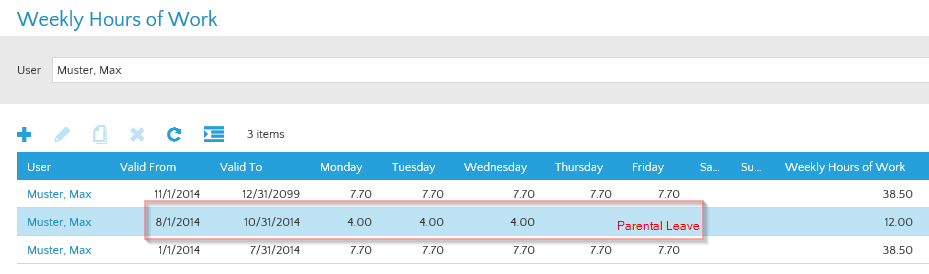 Weekly Hours of Work
User Muster, Max
3 items
User Valid From Valid To Monday Tuesday Wednesday Thursday Friday Sa... Su... Weekly Hours of Work
Muster, Max 11/1/2014 12/31/2099 7.70 7.70 7.70 7.70 7.70 38.50
Muster, Max 8/1/2014 10/31/2014 4.00 4.00 4.00 Parental Leave 12.00
Muster, Max 1/1/2014 7/31/2014 7.70 7.70 7.70 7.70 7.70 38.50